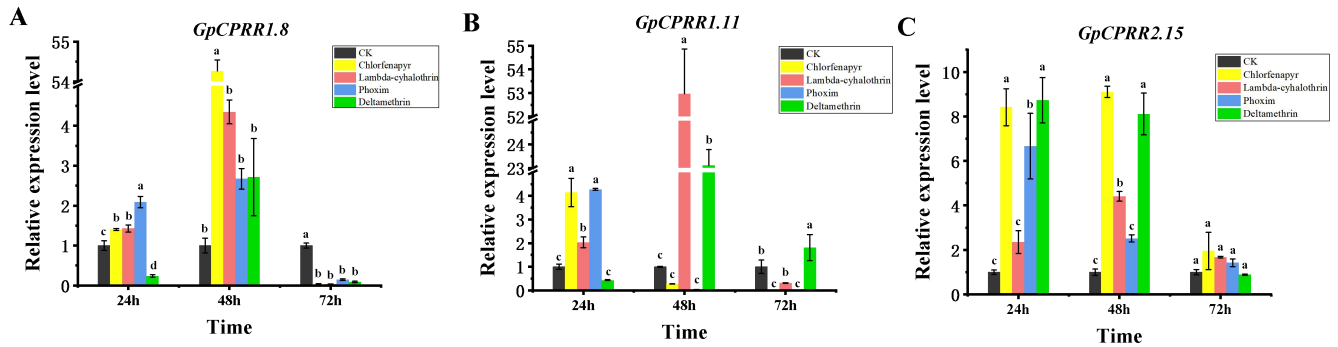 A
GpCPRR1.8
Relative expression level
55
54
4
3
2
1
0
CK
Chlorfenapyr
Lambda-cyhalothrin
Phoxim
Deltamethrin
c b b a d
c a b b b
a b b b b
24h 48h 72h
Time
B
GpCPRR1.11
Relative expression level
55
54
53
52
24
23
4
3
2
1
0
CK
Chlorfenapyr
Lambda-cyhalothrin
Phoxim
Deltamethrin
c a b a c
c c a c b
b c b c a
24h 48h 72h
Time
C
GpCPRR2.15
Relative expression level
10
8
6
4
2
0
CK
Chlorfenapyr
Lambda-cyhalothrin
Phoxim
Deltamethrin
c a c b a
c a b c a
a a a a a
24h 48h 72h
Time